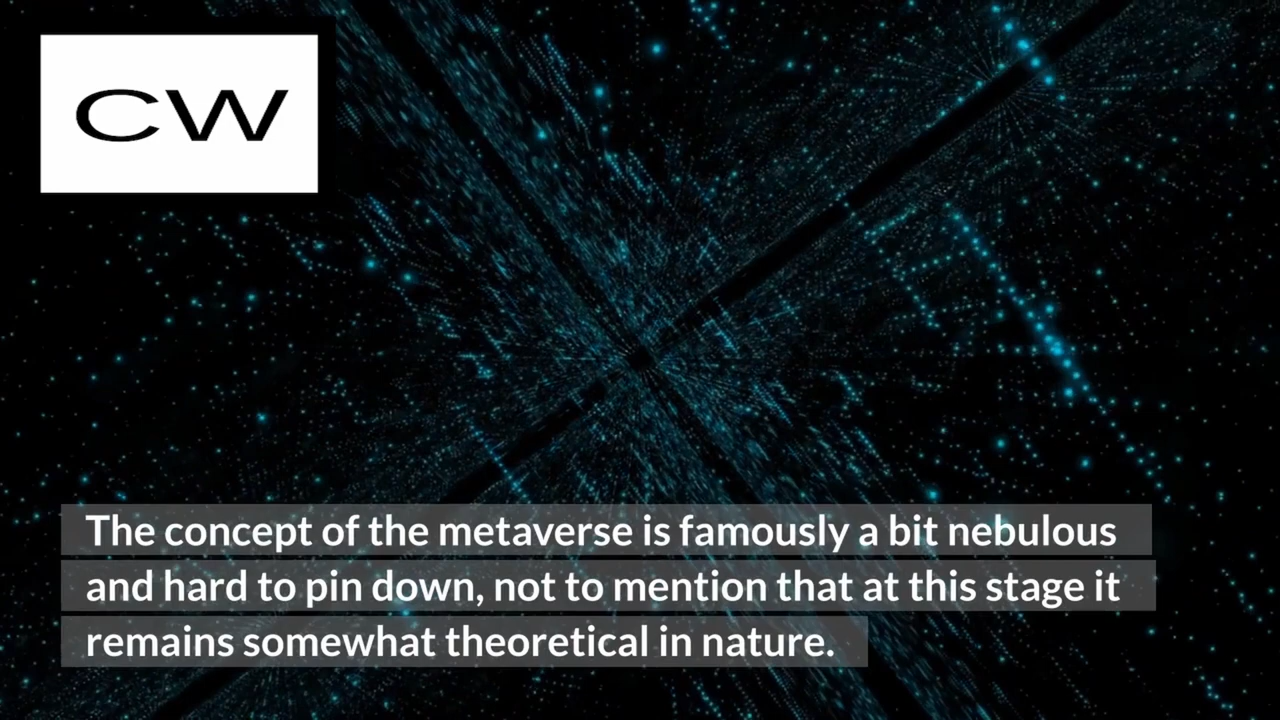 CW
The concept of the metaverse is famously a bit nebulous
and hard to pin down, not to mention that at this stage it
remains somewhat theoretical in nature.